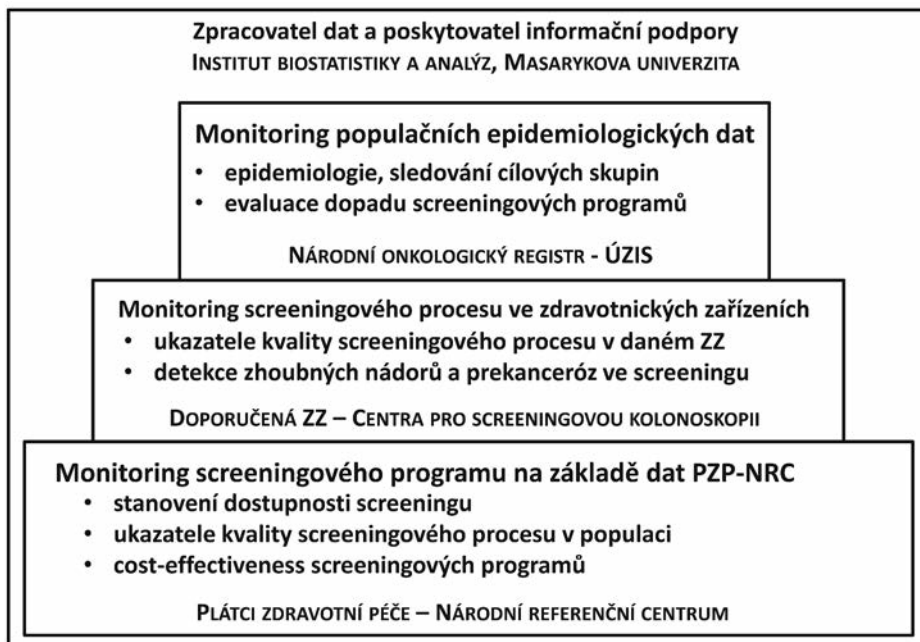 Zpracovatel dat a poskytovatel informační podpory
Institut biostatistiky a analýz, Masarykova univerzita
Monitoring populačních epidemiologických dat
• epidemiologie, sledování cílových skupin
• evaluace dopadu screeningových programů
Národní onkologický registr - ÚZIS
Monitoring screeningového procesu ve zdravotnických zařízeních
• ukazatele kvality screeningového procesu v daném ZZ
• detekce zhoubných nádorů a prekanceróz ve screeningu
Doporučená ZZ – Centra pro screeningovou kolonoskopii
Monitoring screeningového programu na základě dat PZP-NRC
• stanovení dostupnosti screeningu
• ukazatele kvality screeningového procesu v populaci
• cost-effectiveness screeningových programů
Plátci zdravotní péče – Národní referenční centrum